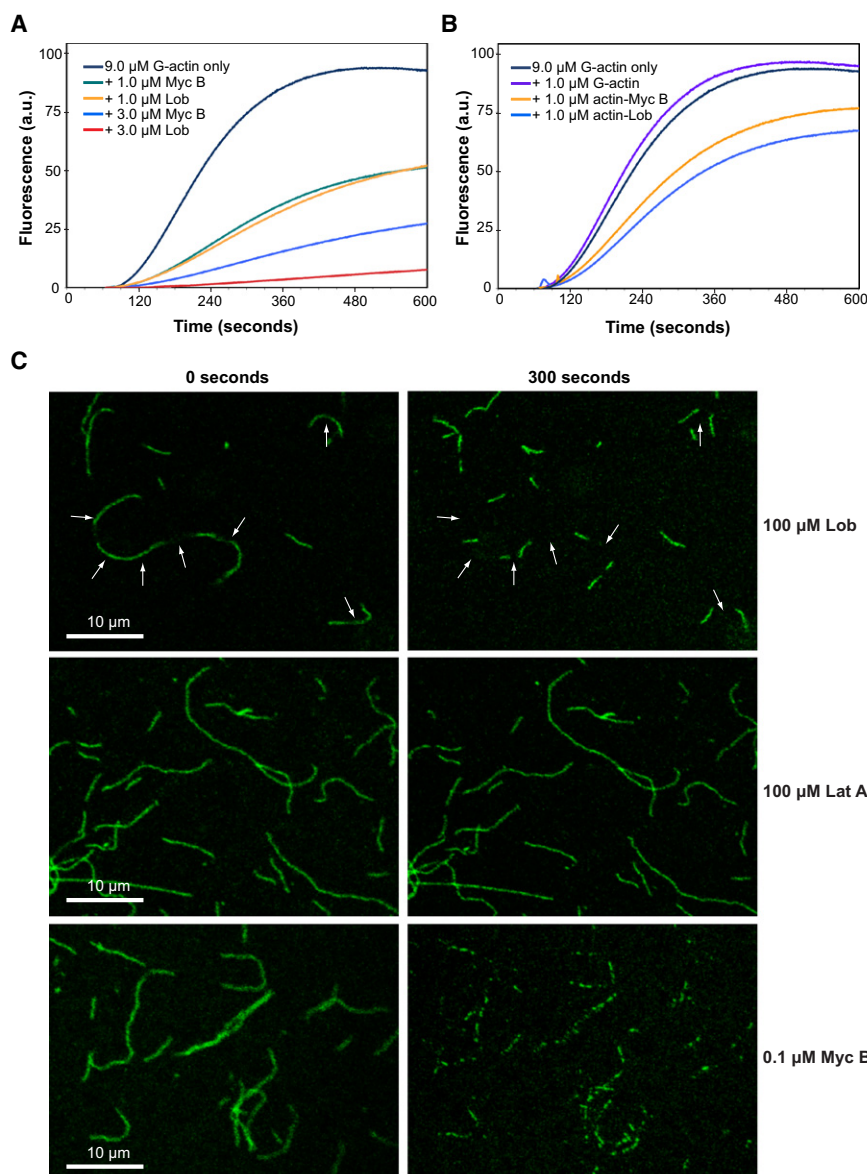 A
100
75
50
25
0
Fluorescence (a.u.)
9.0 µM G-actin only
+ 1.0 µM Myc B
+ 1.0 µM Lob
+ 3.0 µM Myc B
+ 3.0 µM Lob
0 120 240 360 480 600
Time (seconds)
B
100
75
50
25
0
Fluorescence (a.u.)
9.0 µM G-actin only
+ 1.0 µM G-actin
+ 1.0 µM actin-Myc B
+ 1.0 µM actin-Lob
0 120 240 360 480 600
Time (seconds)
C
0 seconds 300 seconds
10 µm
100 µM Lob
10 µm
100 µM Lat A
10 µm
0.1 µM Myc B